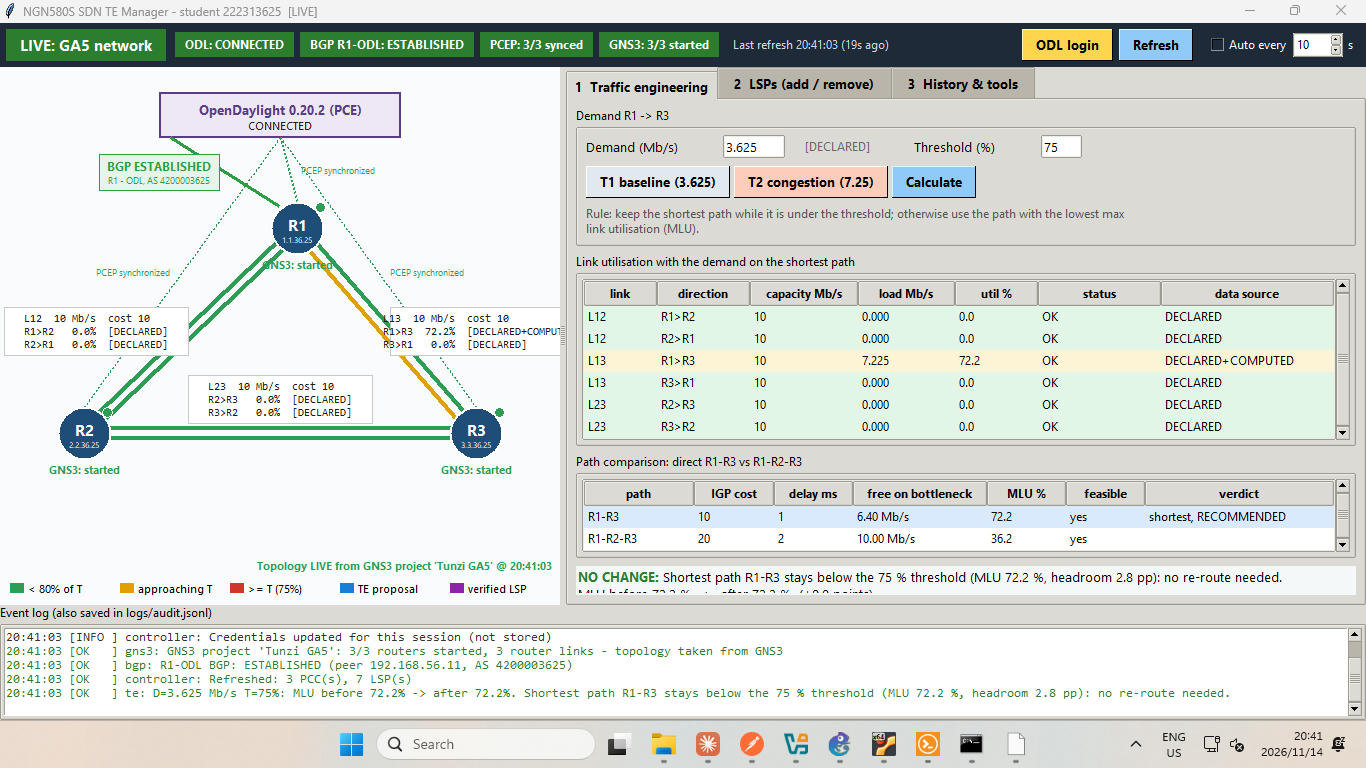 NGN580S SDN TE Manager - student 222313625 [LIVE]
LIVE: GA5 network
ODL: CONNECTED
BGP R1-ODL: ESTABLISHED
PCEP: 3/3 synced
GNS3: 3/3 started
Last refresh 20:41:03 (19s ago)
ODL login
Refresh
Auto every 10 s
OpenDaylight 0.20.2 (PCE)
CONNECTED
BGP ESTABLISHED
R1 - ODL, AS 4200003625
PCEP synchronized
R1
1.1.36.25
GNS3: started
PCEP synchronized
PCEP synchronized
L12 10 Mb/s cost 10
R1>R2 0.0% [DECLARED]
R2>R1 0.0% [DECLARED]
L13 10 Mb/s cost 10
R1>R3 72.2% [DECLARED+COMPUT
R3>R1 0.0% [DECLARED]
L23 10 Mb/s cost 10
R2>R3 0.0% [DECLARED]
R3>R2 0.0% [DECLARED]
R2
2.2.36.25
GNS3: started
R3
3.3.36.25
GNS3: started
Topology LIVE from GNS3 project 'Tunzi GA5' @ 20:41:03
< 80% of T
approaching T
>= T (75%)
TE proposal
verified LSP
1 Traffic engineering
2 LSPs (add / remove)
3 History & tools
Demand R1 -> R3
Demand (Mb/s) 3.625 [DECLARED] Threshold (%) 75
T1 baseline (3.625)
T2 congestion (7.25)
Calculate
Rule: keep the shortest path while it is under the threshold; otherwise use the path with the lowest max
link utilisation (MLU).
Link utilisation with the demand on the shortest path
link direction capacity Mb/s load Mb/s util % status data source
L12 R1>R2 10 0.000 0.0 OK DECLARED
L12 R2>R1 10 0.000 0.0 OK DECLARED
L13 R1>R3 10 7.225 72.2 OK DECLARED+COMPUTED
L13 R3>R1 10 0.000 0.0 OK DECLARED
L23 R2>R3 10 0.000 0.0 OK DECLARED
L23 R3>R2 10 0.000 0.0 OK DECLARED
Path comparison: direct R1-R3 vs R1-R2-R3
path IGP cost delay ms free on bottleneck MLU % feasible verdict
R1-R3 10 1 6.40 Mb/s 72.2 yes shortest, RECOMMENDED
R1-R2-R3 20 2 10.00 Mb/s 36.2 yes
NO CHANGE: Shortest path R1-R3 stays below the 75 % threshold (MLU 72.2 %, headroom 2.8 pp): no re-route needed.
Event log (also saved in logs/audit.jsonl)
20:41:03 [INFO ] controller: Credentials updated for this session (not stored)
20:41:03 [OK ] gns3: GNS3 project 'Tunzi GA5': 3/3 routers started, 3 router links - topology taken from GNS3
20:41:03 [OK ] bgp: R1-ODL BGP: ESTABLISHED (peer 192.168.56.11, AS 4200003625)
20:41:03 [OK ] controller: Refreshed: 3 PCC(s), 7 LSP(s)
20:41:03 [OK ] te: D=3.625 Mb/s T=75%: MLU before 72.2% -> after 72.2%. Shortest path R1-R3 stays below the 75 % threshold (MLU 72.2 %, headroom 2.8 pp): no re-route needed.
Search
ENG
US
20:41
2026/11/14